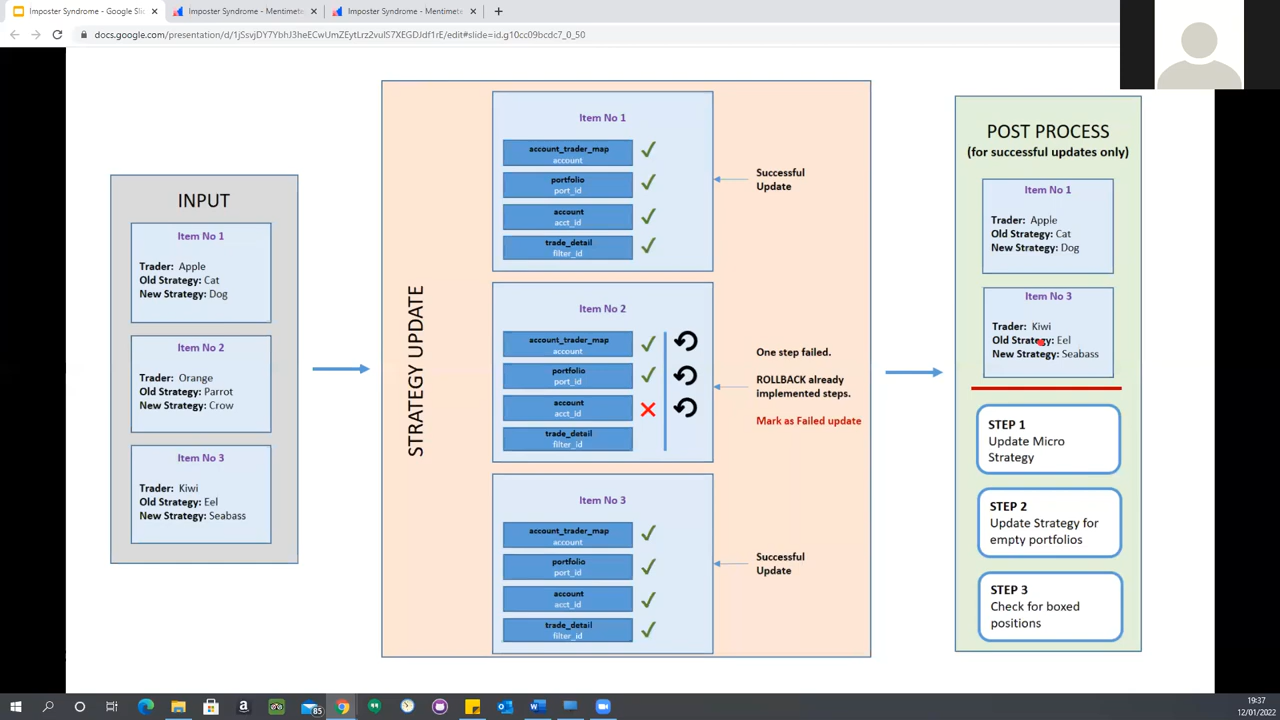 Imposter Syndrome - Google Sli
Imposter Syndrome - Mentimete
Imposter Syndrome - Mentimete
docs.google.com/presentation/d/1jSsvjDY7YbhJ3heECwUmZEytLrz2vulS7XEGDJdf1rE/edit#slide=id.g10cc09bcdc7_0_50
INPUT
Item No 1
Trader: Apple
Old Strategy: Cat
New Strategy: Dog
Item No 2
Trader: Orange
Old Strategy: Parrot
New Strategy: Crow
Item No 3
Trader: Kiwi
Old Strategy: Eel
New Strategy: Seabass
STRATEGY UPDATE
Item No 1
account_trader_map
account
portfolio
port_id
account
acct_id
trade_detail
filter_id
Successful
Update
Item No 2
account_trader_map
account
portfolio
port_id
account
acct_id
trade_detail
filter_id
One step failed.
ROLLBACK already
implemented steps.
Mark as Failed update
Item No 3
account_trader_map
account
portfolio
port_id
account
acct_id
trade_detail
filter_id
Successful
Update
POST PROCESS
(for successful updates only)
Item No 1
Trader: Apple
Old Strategy: Cat
New Strategy: Dog
Item No 3
Trader: Kiwi
Old Strategy: Eel
New Strategy: Seabass
STEP 1
Update Micro
Strategy
STEP 2
Update Strategy for
empty portfolios
STEP 3
Check for boxed
positions
85
19:37
12/01/2022